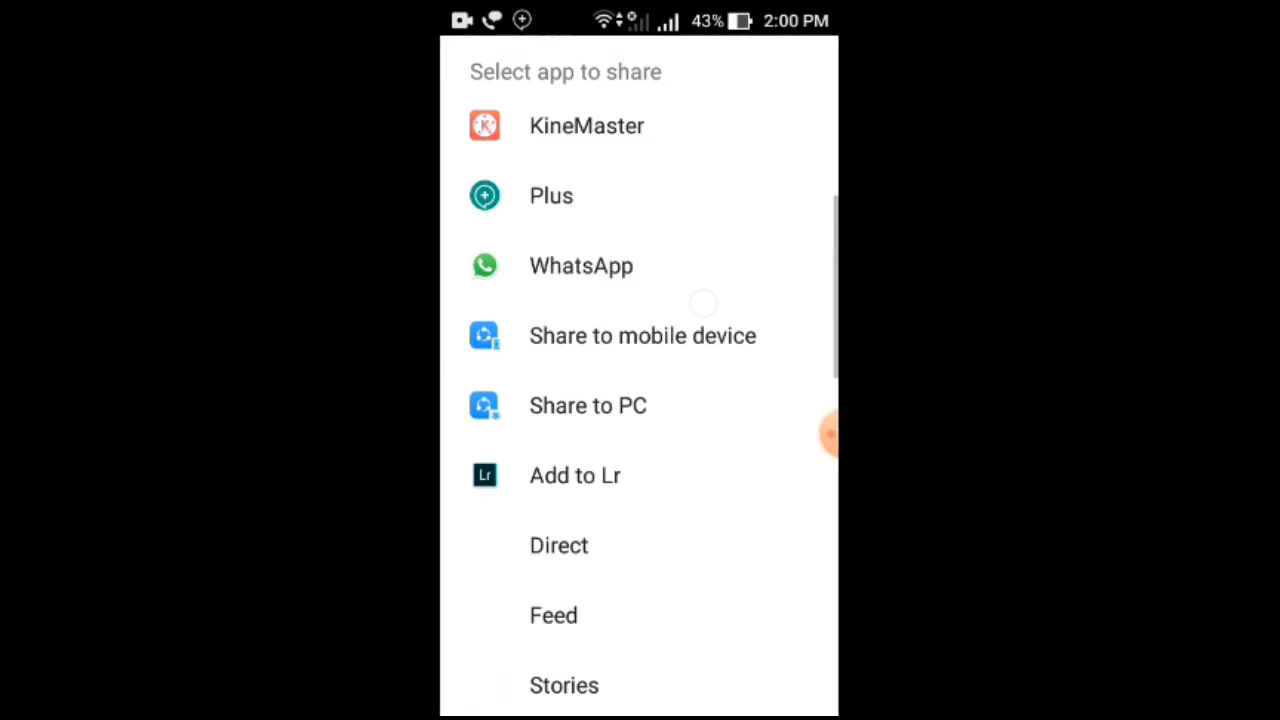 43% 2:00 PM
Select app to share
K KineMaster
Plus
WhatsApp
Share to mobile device
Share to PC
Lr Add to Lr
Direct
Feed
Stories